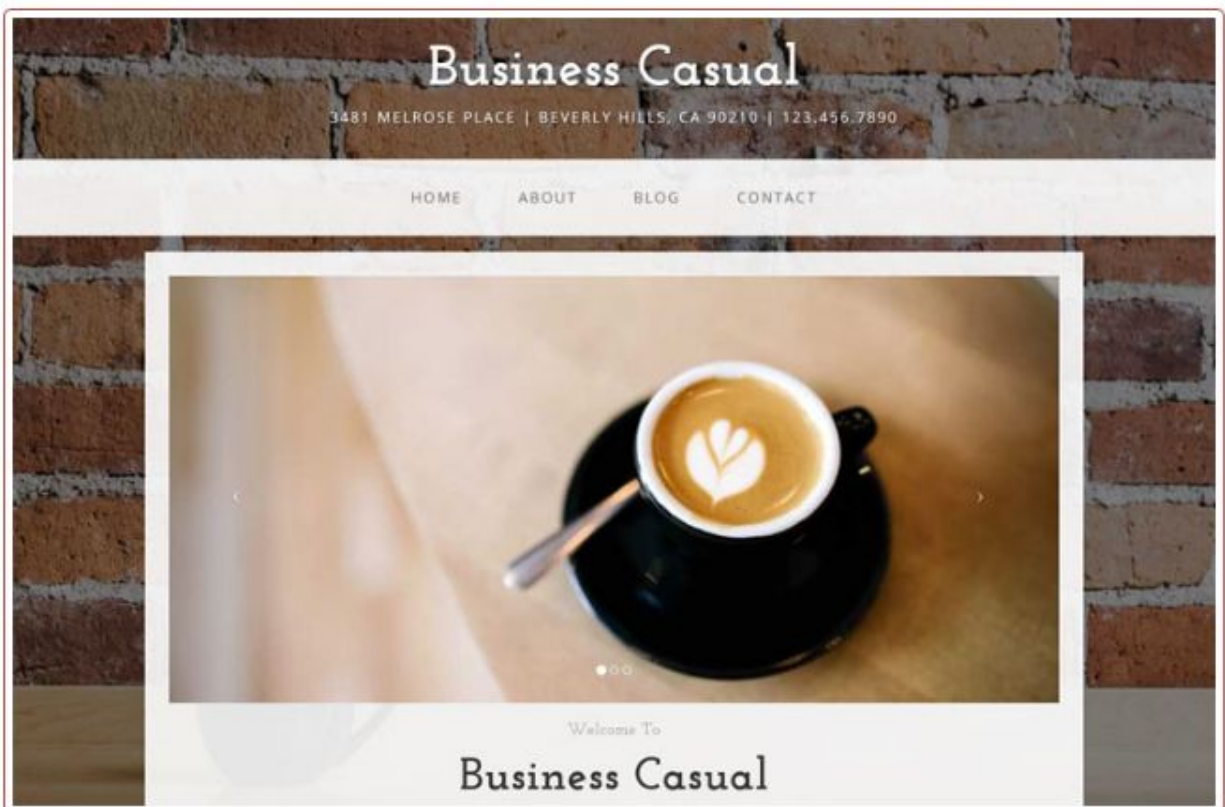 Business Casual
3481 MELROSE PLACE | BEVERLY HILLS, CA 90210 | 123.456.7890
HOME ABOUT BLOG CONTACT
Welcome To
Business Casual